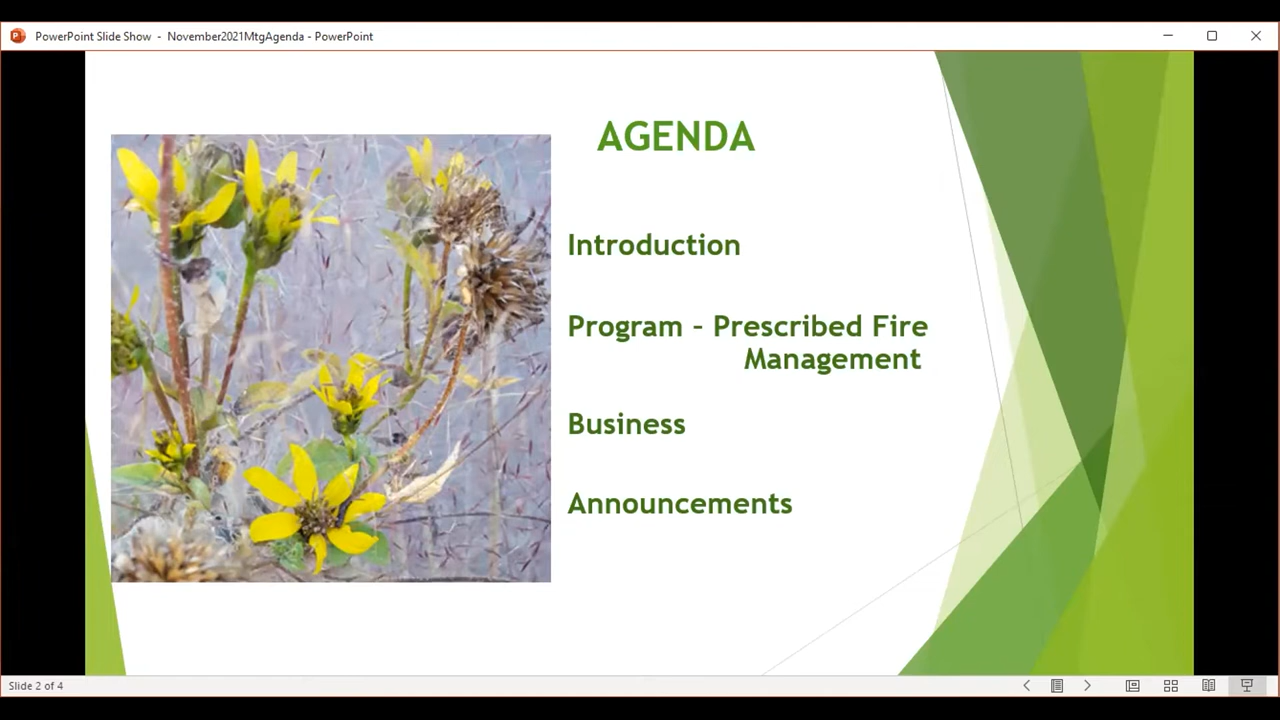 PowerPoint Slide Show - November2021MtgAgenda - PowerPoint
AGENDA
Introduction
Program – Prescribed Fire
Management
Business
Announcements
Slide 2 of 4